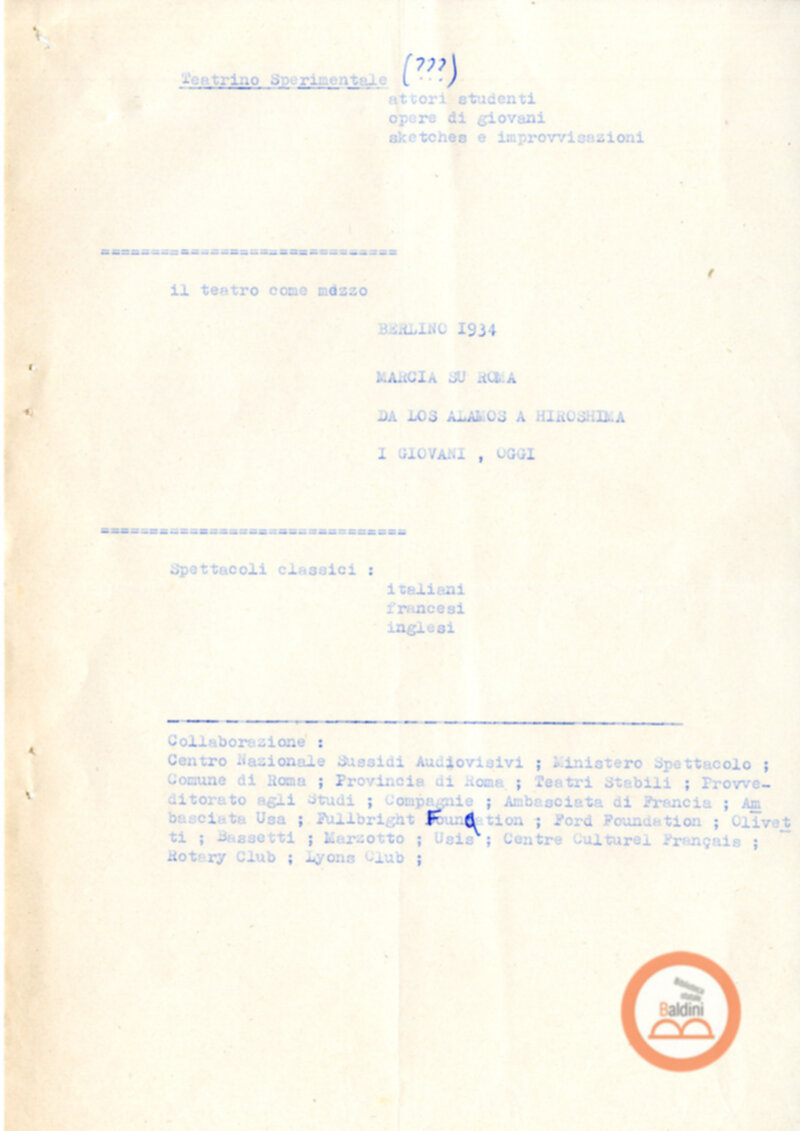 Teatrino Sperimentale (???)
attori studenti
opere di giovani
sketches e improvvisazioni
==============================
il teatro come mezzo
BERLINO 1934
MARCIA SU ROMA
DA LOS ALAMOS A HIROSHIMA
I GIOVANI , OGGI
===============================
Spettacoli classici :
italiani
francesi
inglesi
Collaborazione :
Centro Nazionale Sussidi Audiovisivi ; Ministero Spettacolo ;
Comune di Roma ; Provincia di Roma ; Teatri Stabili ; Provve-
ditorato agli Studi ; Compagnie ; Ambasciata di Francia ; Am
basciata Usa ; Fullbright Foundation ; Ford Foundation ; Olivet
ti ; Bassetti ; Marzotto ; Usis ; Centre Culturel Français ;
Rotary Club ; Lyons Club ;
Biblioteca
statale
Baldini